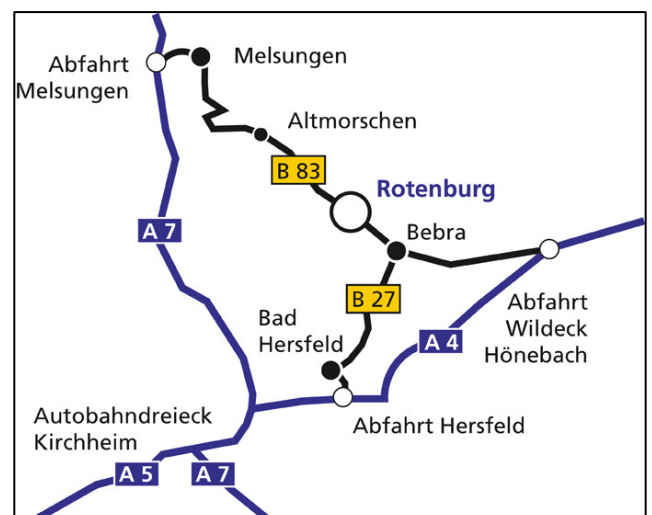 Abfahrt
Melsungen
Melsungen
Altmorschen
B 83
Rotenburg
A 7
Bebra
B 27
Bad
Hersfeld
Abfahrt
Wildeck
Hönebach
A 4
Autobahndreieck
Kirchheim
Abfahrt Hersfeld
A 5
A 7